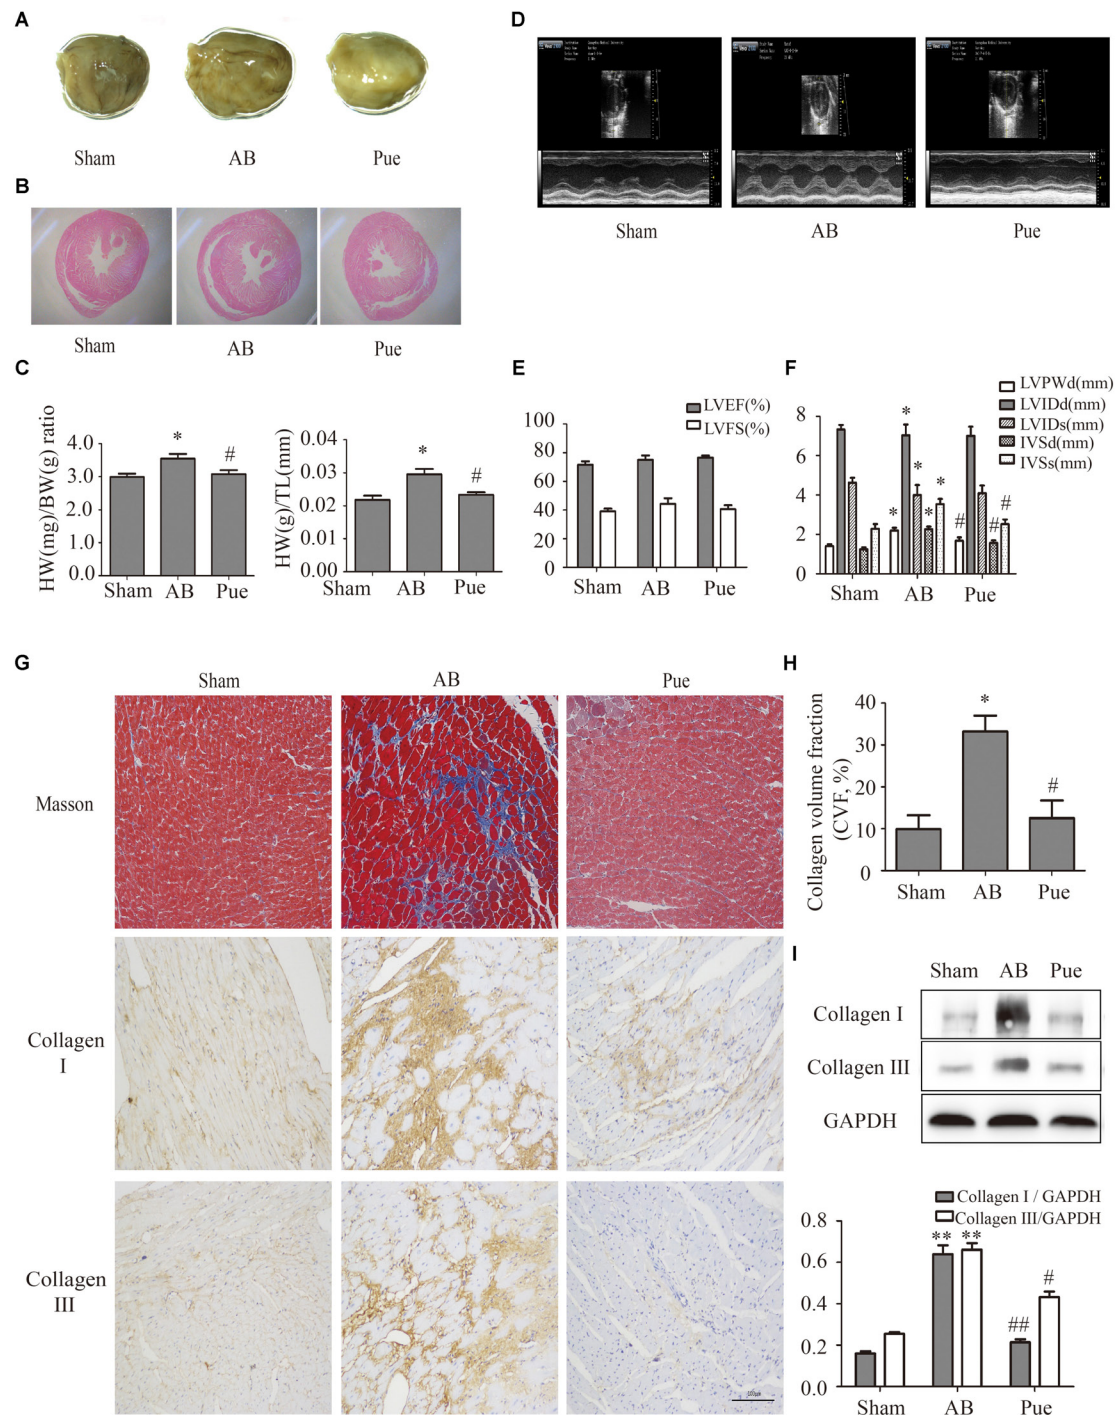 A
Sham
AB
Pue
B
Sham
AB
Pue
C
HW(mg)/BW(g) ratio
4.0
3.0
2.0
1.0
0.0
*
#
Sham
AB
Pue
HW(g)/TL(mm)
0.04
0.03
0.02
0.01
0.00
*
#
Sham
AB
Pue
D
Sham
AB
Pue
E
LVEF(%)
LVFS(%)
100
80
60
40
20
0
Sham
AB
Pue
F
LVPWd(mm)
LVIDd(mm)
LVIDs(mm)
IVSd(mm)
IVSs(mm)
8
6
4
2
0
* * * * *
# # #
Sham
AB
Pue
G
Sham
AB
Pue
Masson
Collagen
I
Collagen
III
H
Collagen volume fraction
(CVF, %)
40
30
20
10
0
*
#
Sham
AB
Pue
I
Sham
AB
Pue
Collagen I
Collagen III
GAPDH
Collagen I / GAPDH
Collagen III/GAPDH
0.8
0.6
0.4
0.2
0.0
** **
## #
Sham
AB
Pue